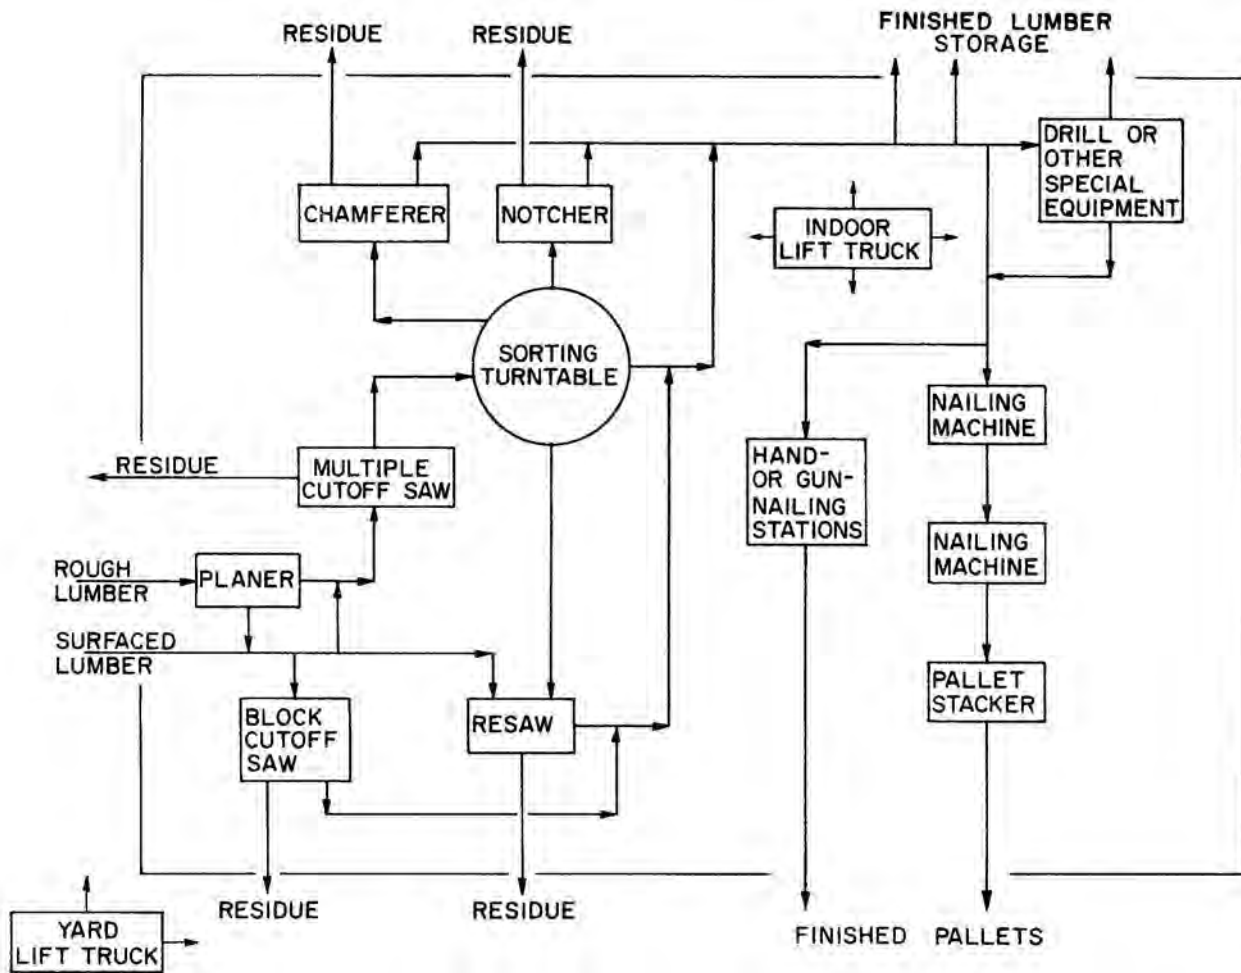 RESIDUE
RESIDUE
FINISHED LUMBER
STORAGE
CHAMFERER
NOTCHER
DRILL OR
OTHER
SPECIAL
EQUIPMENT
INDOOR
LIFT TRUCK
SORTING
TURNTABLE
RESIDUE
MULTIPLE
CUTOFF SAW
HAND-
OR GUN-
NAILING
STATIONS
NAILING
MACHINE
NAILING
MACHINE
ROUGH
LUMBER
PLANER
SURFACED
LUMBER
BLOCK
CUTOFF
SAW
RESAW
PALLET
STACKER
RESIDUE
RESIDUE
YARD
LIFT TRUCK
FINISHED PALLETS